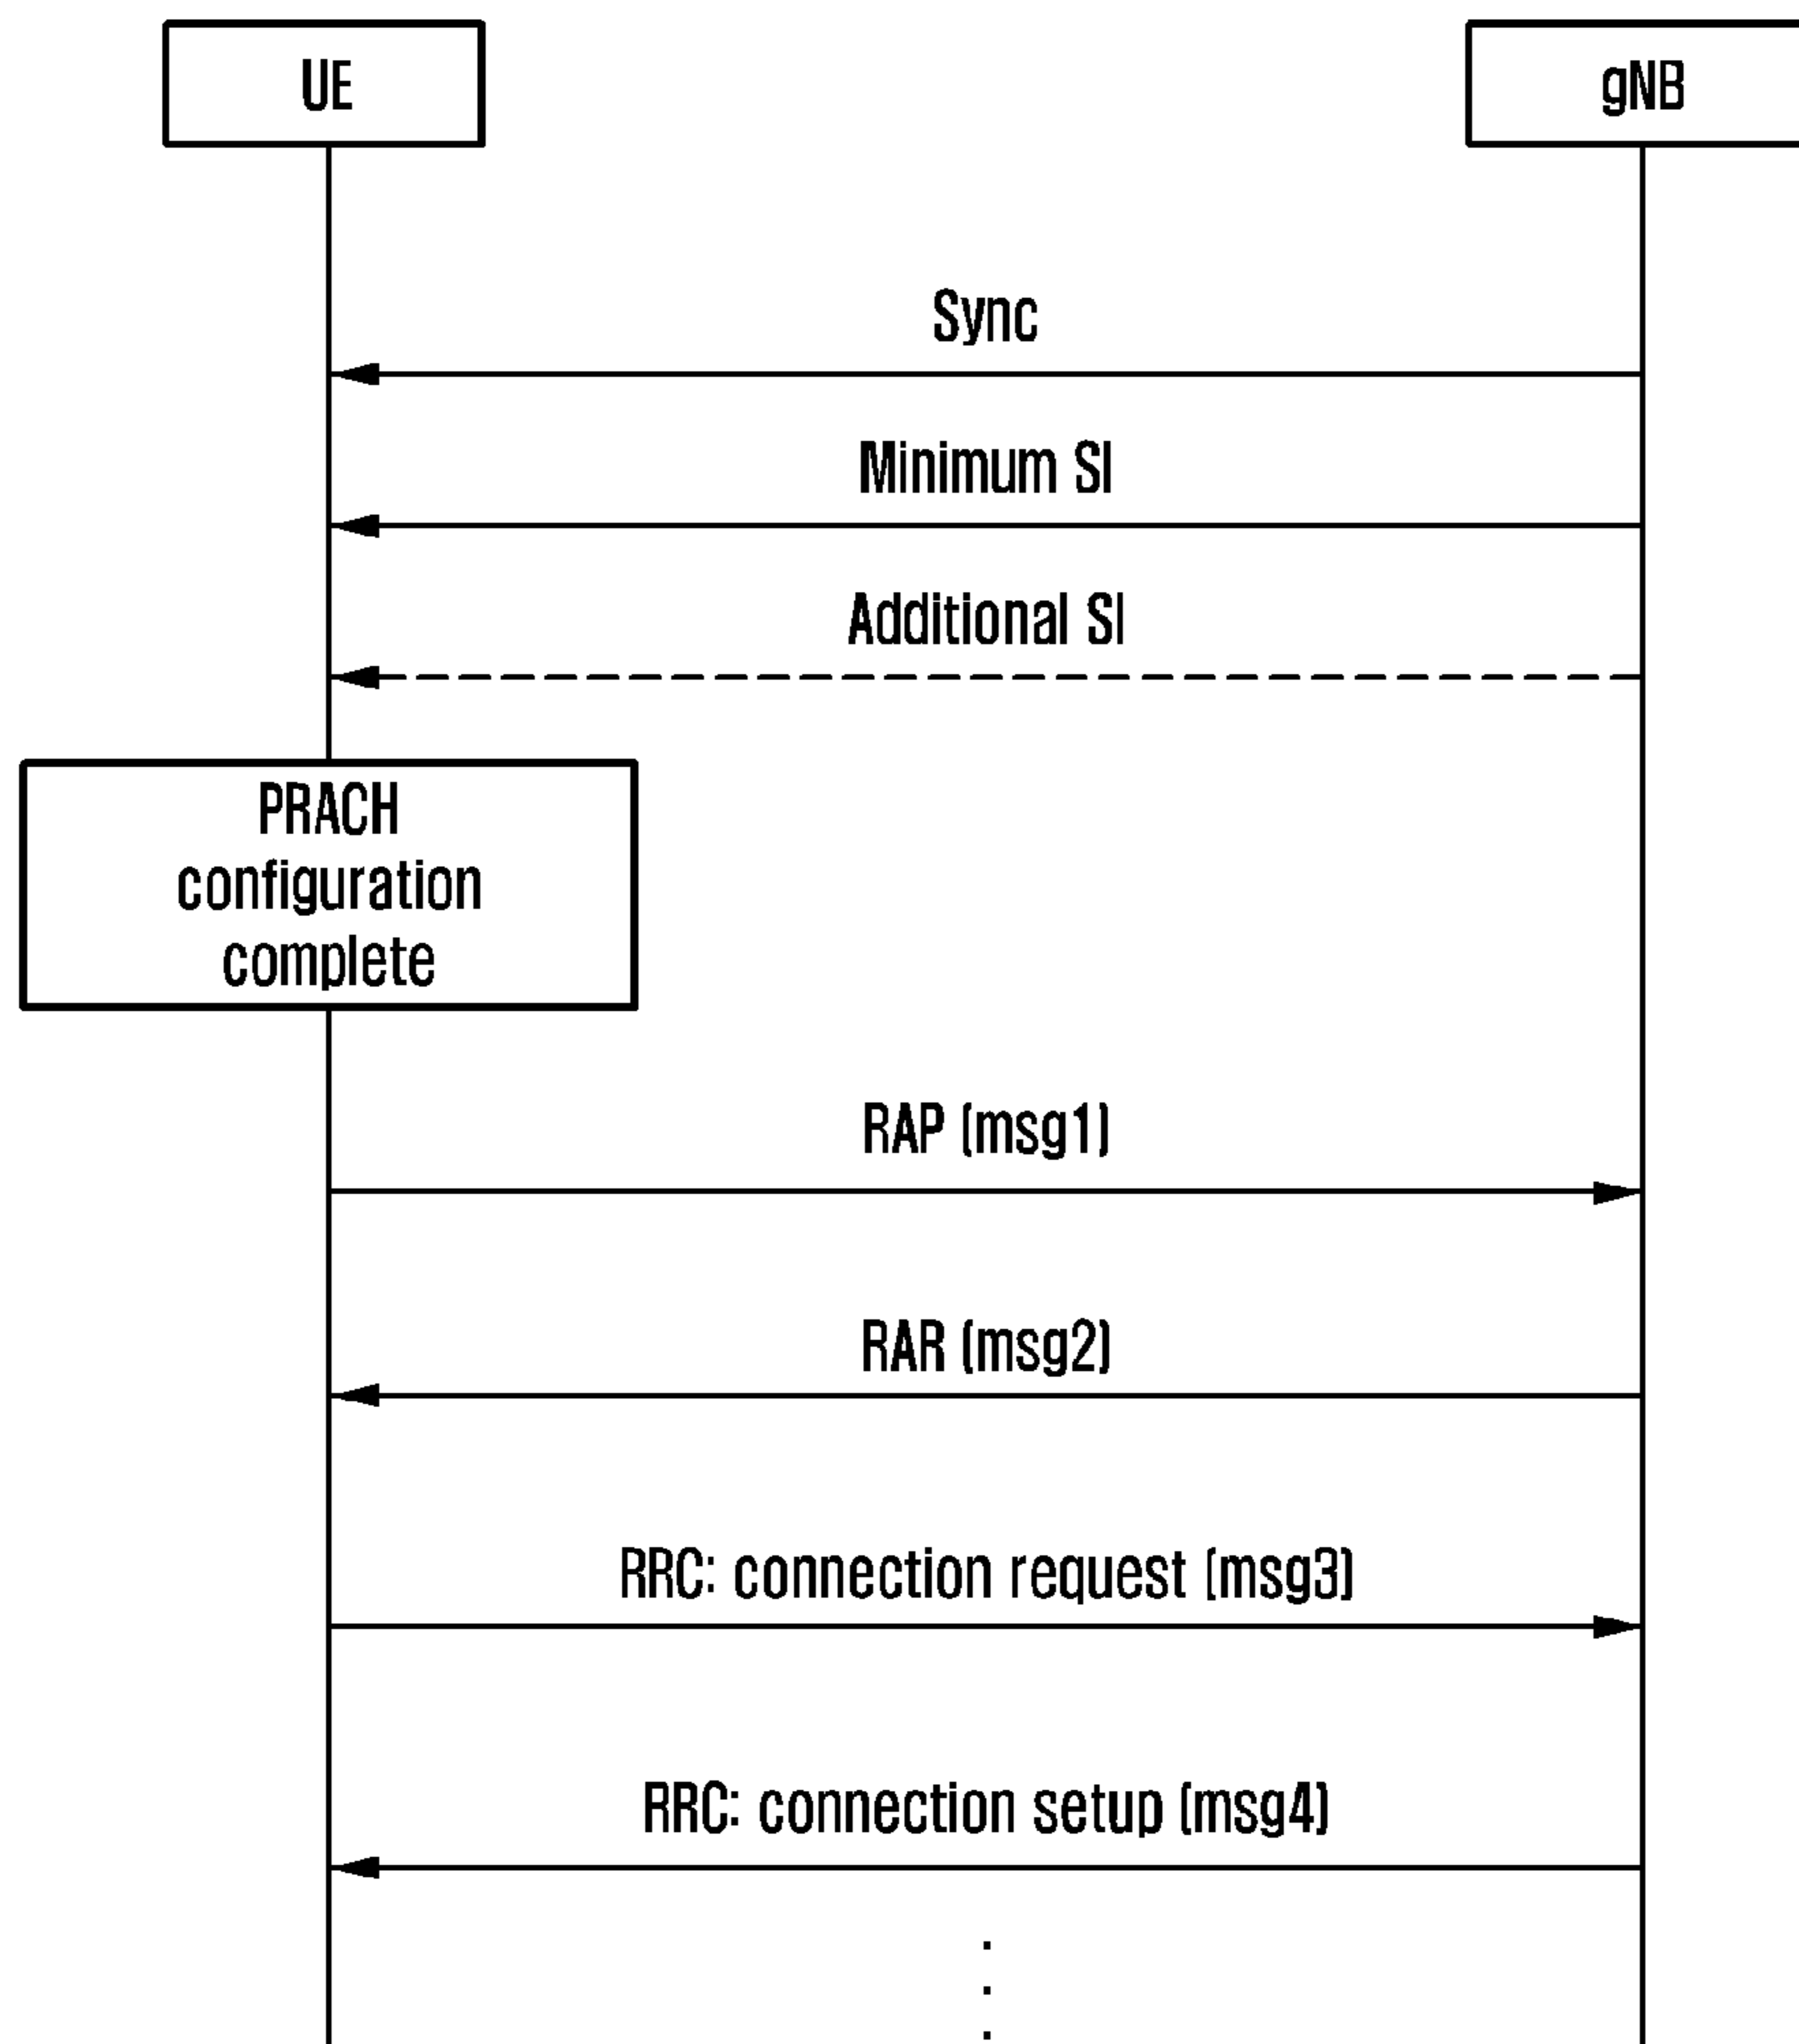 UE
gNB
Sync
Minimum SI
Additional SI
PRACH
configuration
complete
RAP (msg1)
RAR (msg2)
RRC: connection request (msg3)
RRC: connection setup (msg4)